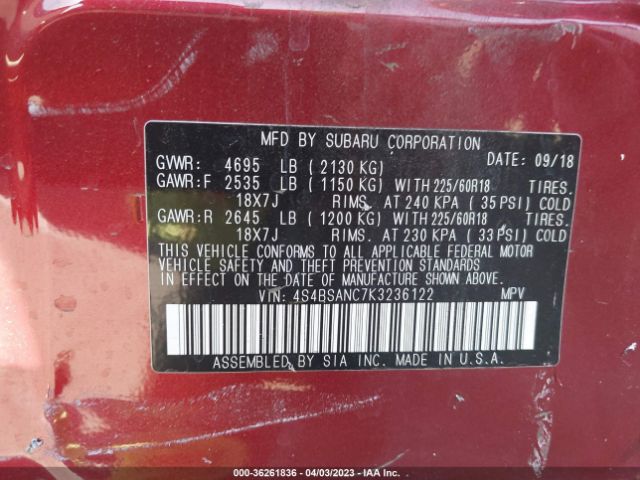 MFD BY SUBARU CORPORATION
GVWR: 4695 LB ( 2130 KG) DATE: 09/18
GAWR:F 2535 LB ( 1150 KG) WITH 225/60R18 TIRES.
18X7J RIMS. AT 240 KPA ( 35 PSI) COLD
GAWR:R 2645 LB ( 1200 KG) WITH 225/60R18 TIRES.
18X7J RIMS. AT 230 KPA ( 33 PSI) COLD
THIS VEHICLE CONFORMS TO ALL APPLICABLE FEDERAL MOTOR
VEHICLE SAFETY AND THEFT PREVENTION STANDARDS
IN EFFECT ON THE DATE OF MANUFACTURE SHOWN ABOVE.
VIN: 4S4BSANC7K3236122 MPV
ASSEMBLED BY SIA INC. MADE IN U.S.A.
000-36261836 - 04/03/2023 - IAA Inc.